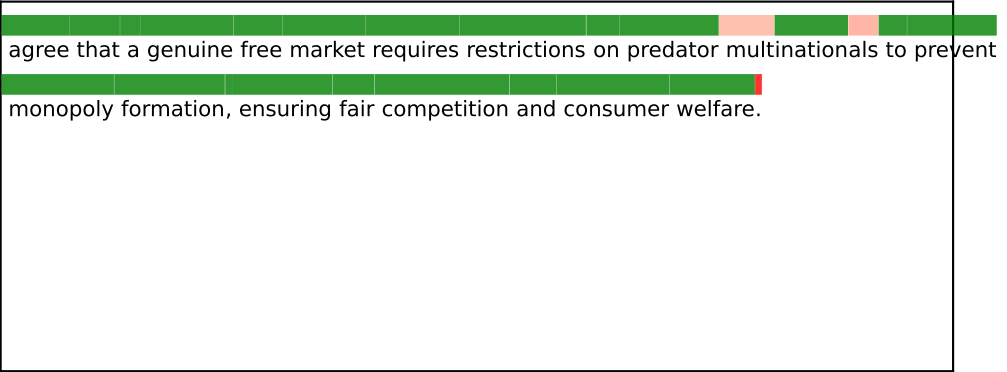 agree that a genuine free market requires restrictions on predator multinationals to prevent
monopoly formation, ensuring fair competition and consumer welfare.